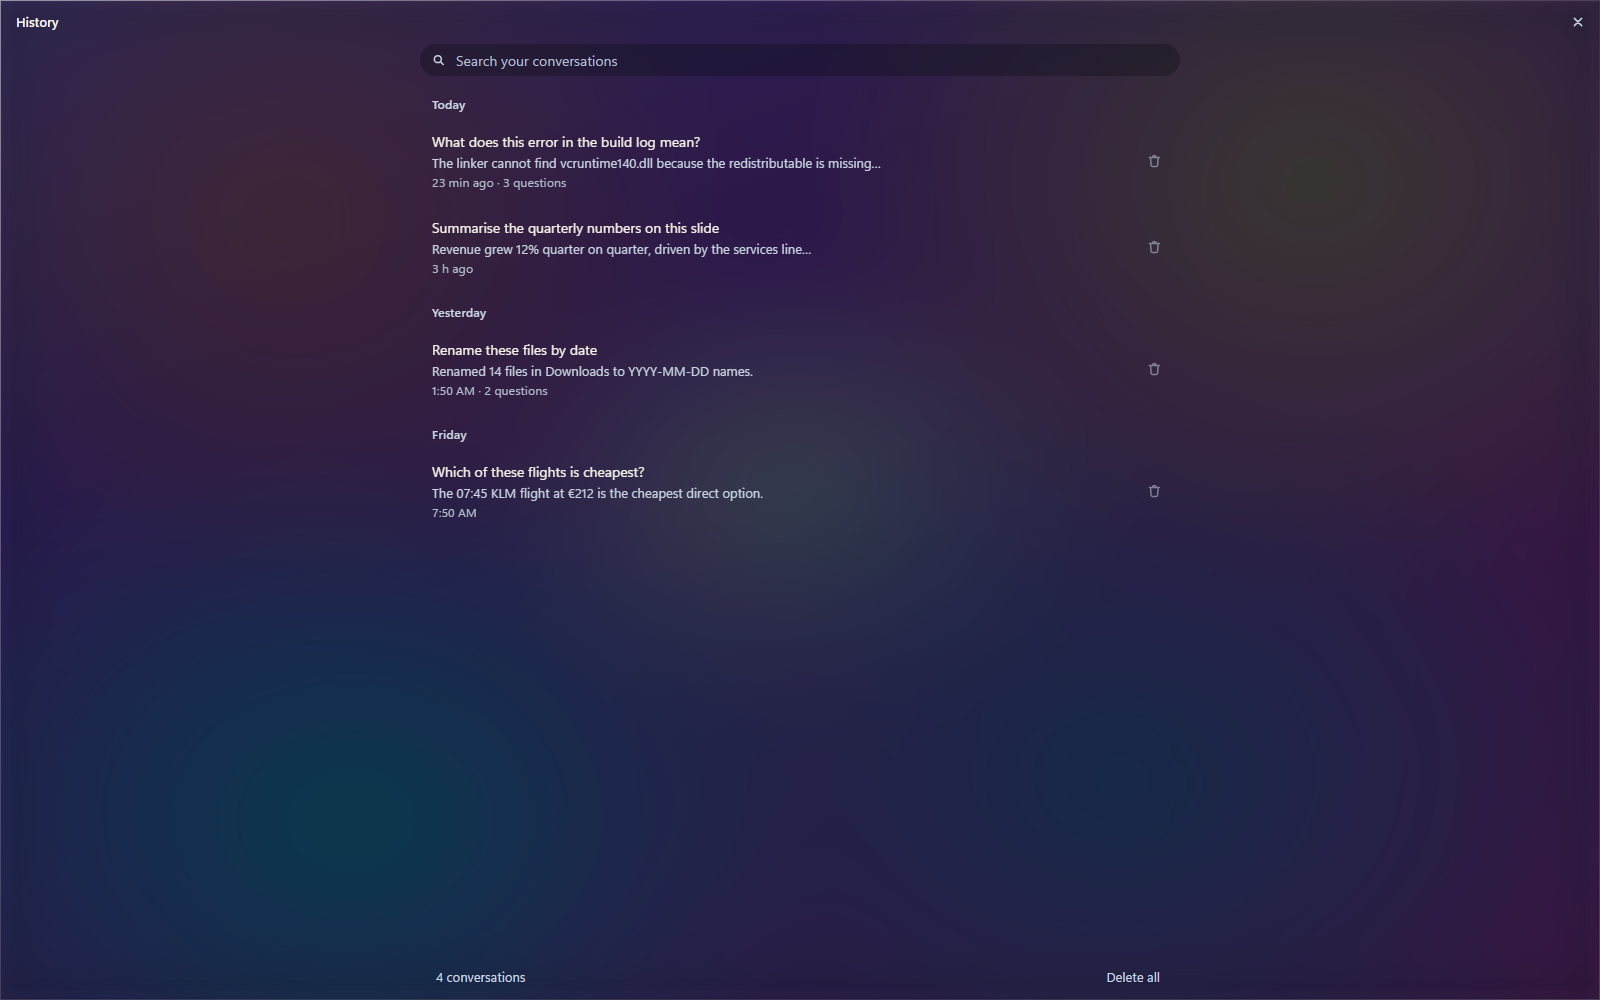 History
Search your conversations
Today
What does this error in the build log mean?
The linker cannot find vcruntime140.dll because the redistributable is missing...
23 min ago · 3 questions
Summarise the quarterly numbers on this slide
Revenue grew 12% quarter on quarter, driven by the services line...
3 h ago
Yesterday
Rename these files by date
Renamed 14 files in Downloads to YYYY-MM-DD names.
1:50 AM · 2 questions
Friday
Which of these flights is cheapest?
The 07:45 KLM flight at €212 is the cheapest direct option.
7:50 AM
4 conversations
Delete all